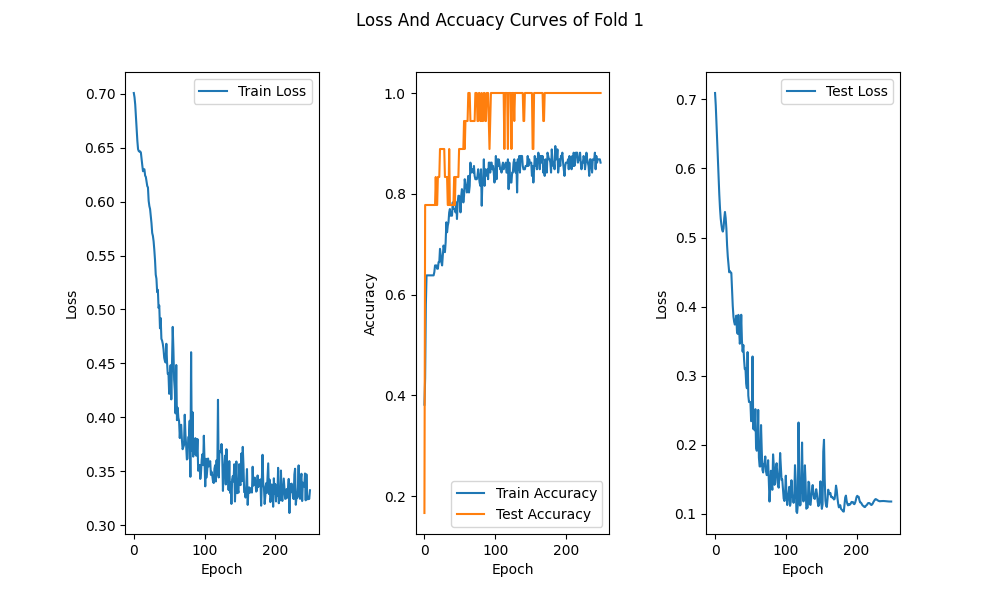 Loss And Accuacy Curves of Fold 1
Train Loss
0.70
0.65
0.60
0.55
0.50
0.45
0.40
0.35
0.30
Loss
0
100
200
Epoch
1.0
0.8
0.6
0.4
0.2
Accuracy
Train Accuracy
Test Accuracy
0
100
200
Epoch
Test Loss
0.7
0.6
0.5
0.4
0.3
0.2
0.1
Loss
0
100
200
Epoch